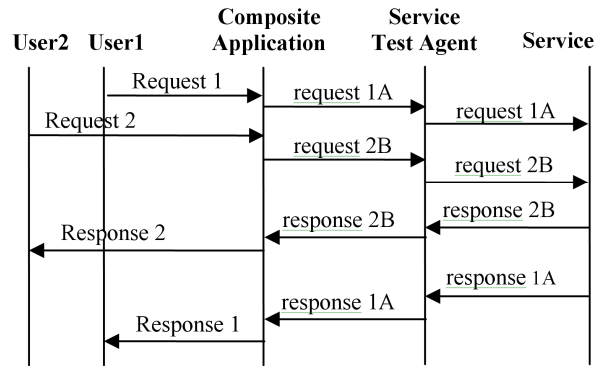 Composite Application
Service Test Agent
User2
User1
Service
Request 1
request 1A
request 1A
Request 2
request 2B
request 2B
response 2B
response 2B
Response 2
response 1A
response 1A
Response 1